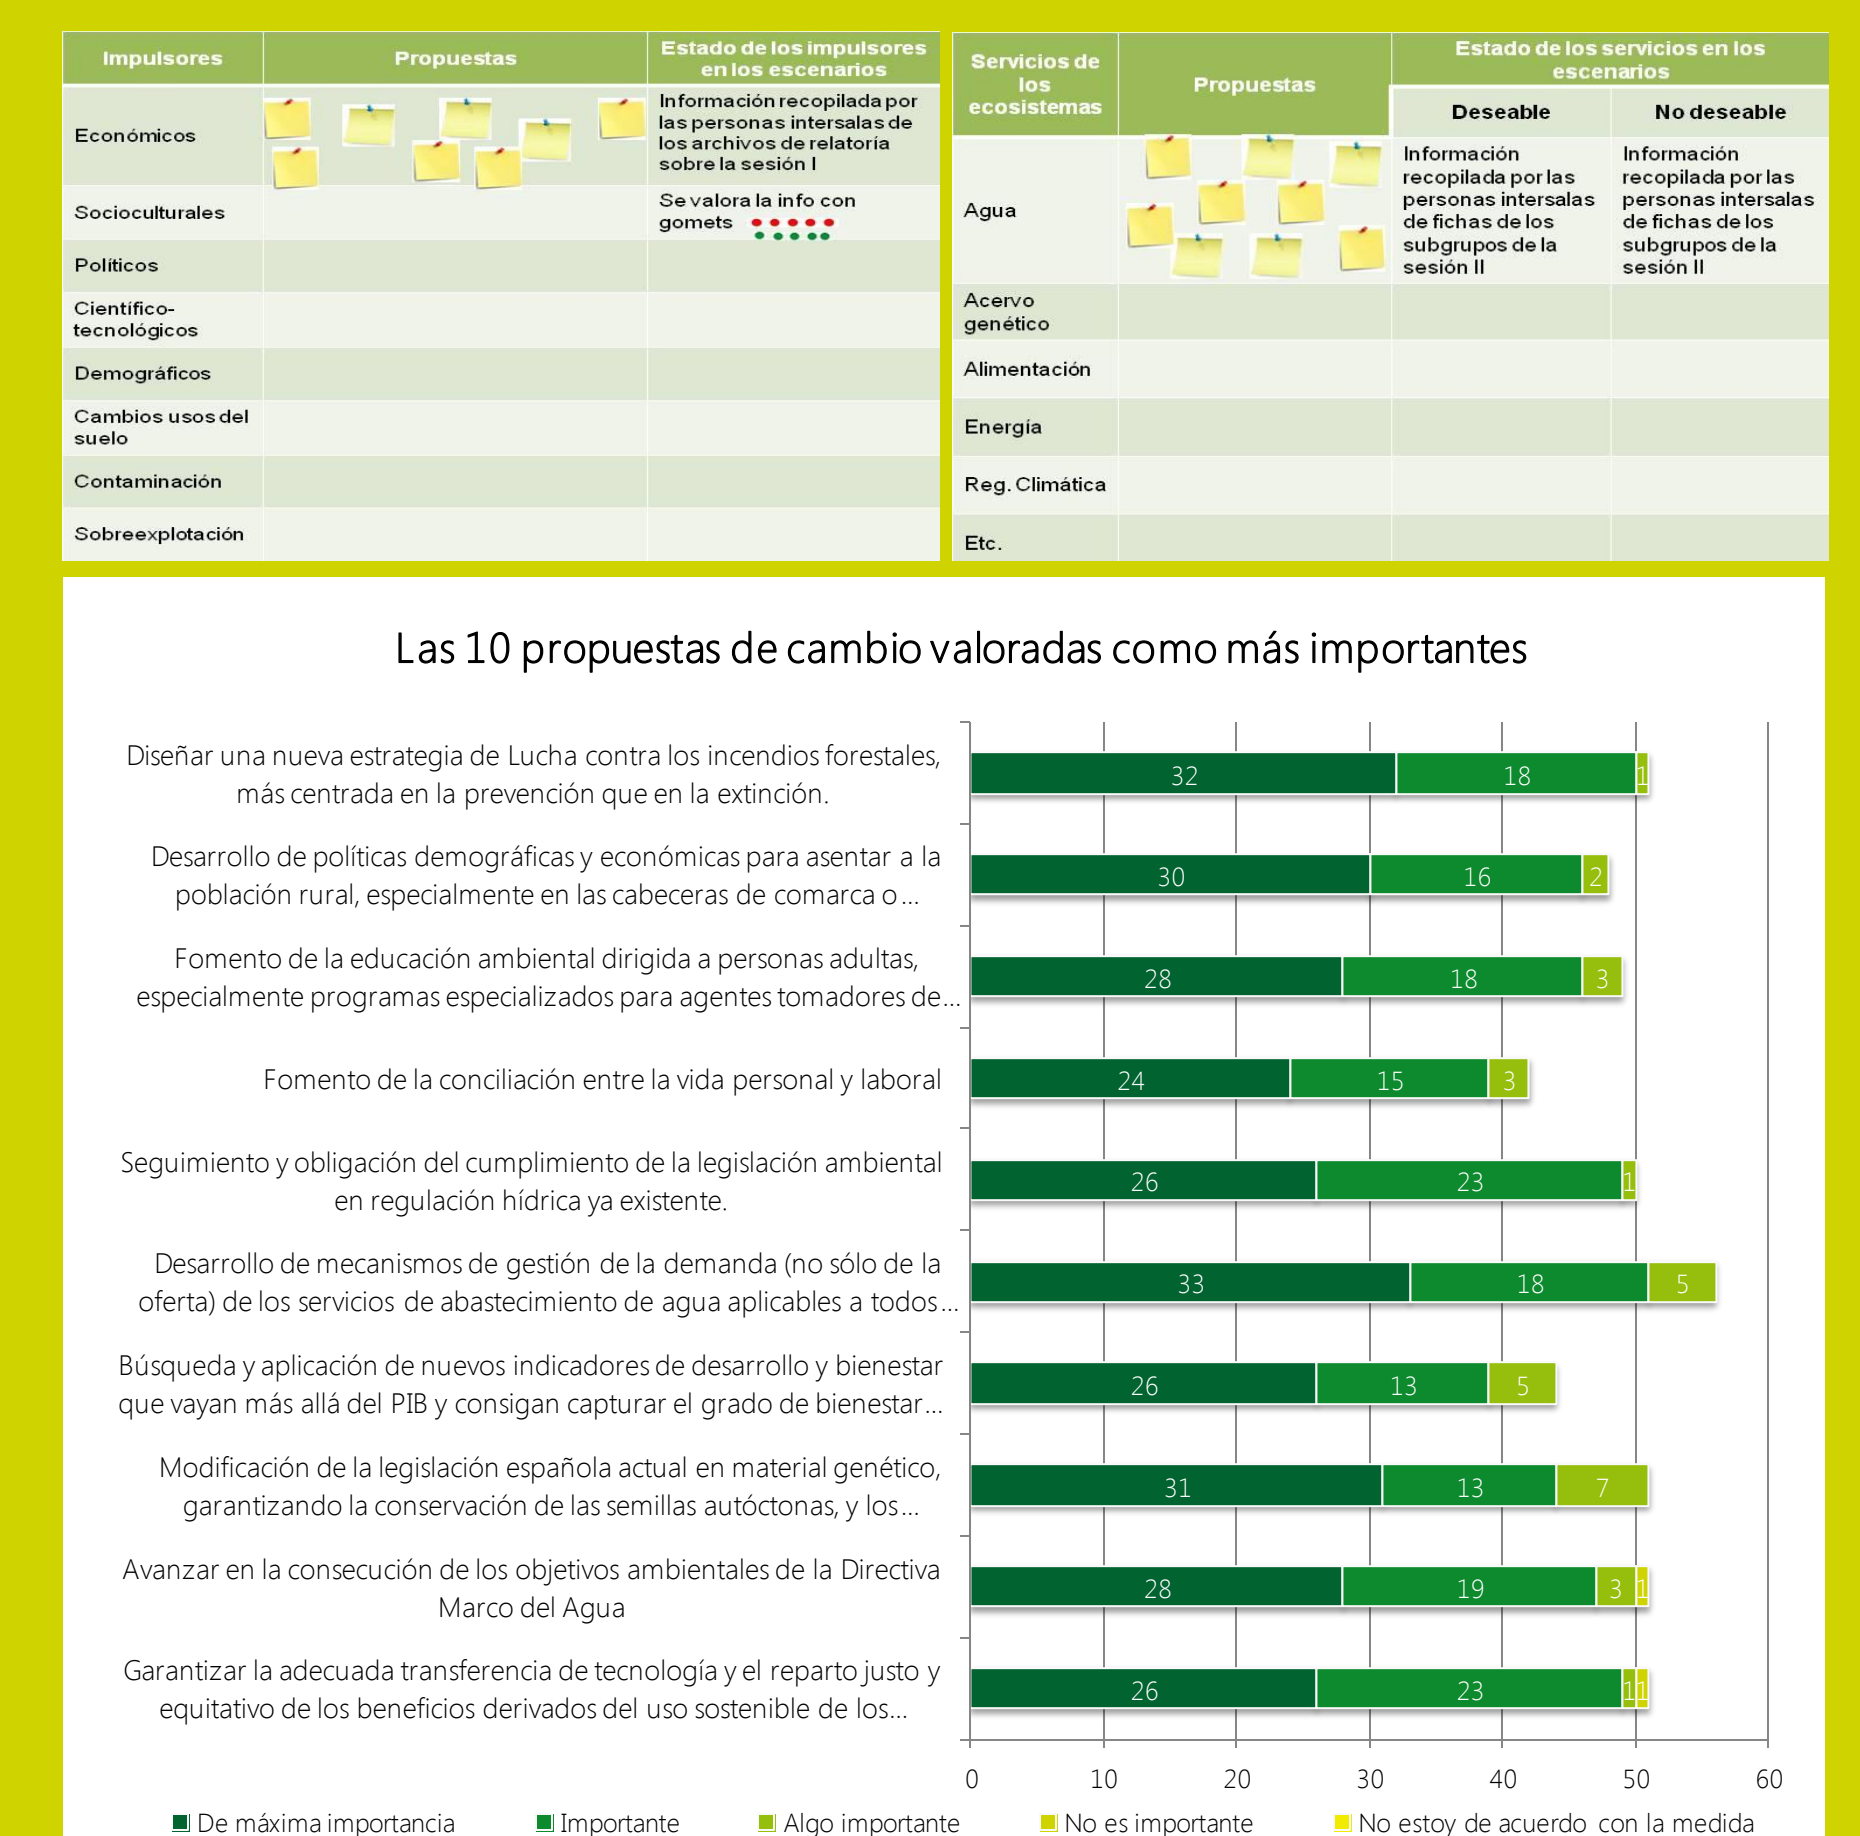 Impulsores
Propuestas
Estado de los impulsores
en los escenarios
Económicos
Información recopilada por
las personas intersalas de
los archivos de relatoría
sobre la sesión I
Socioculturales
Se valora la info con
gomets
Políticos
Científico-
tecnológicos
Demográficos
Cambios usos del
suelo
Contaminación
Sobreexplotación
Servicios de
los
ecosistemas
Propuestas
Estado de los servicios en los
escenarios
Deseable
No deseable
Agua
Información
recopilada por las
personas intersalas
de fichas de los
subgrupos de la
sesión II
Información
recopilada por las
personas intersalas
de fichas de los
subgrupos de la
sesión II
Acervo
genético
Alimentación
Energía
Reg. Climática
Etc.
Las 10 propuestas de cambio valoradas como más importantes
Diseñar una nueva estrategia de Lucha contra los incendios forestales,
más centrada en la prevención que en la extinción.
32 18 1
Desarrollo de políticas demográficas y económicas para asentar a la
población rural, especialmente en las cabeceras de comarca o...
30 16 2
Fomento de la educación ambiental dirigida a personas adultas,
especialmente programas especializados para agentes tomadores de...
28 18 3
Fomento de la conciliación entre la vida personal y laboral
24 15 3
Seguimiento y obligación del cumplimiento de la legislación ambiental
en regulación hídrica ya existente.
26 23 1
Desarrollo de mecanismos de gestión de la demanda (no sólo de la
oferta) de los servicios de abastecimiento de agua aplicables a todos...
33 18 5
Búsqueda y aplicación de nuevos indicadores de desarrollo y bienestar
que vayan más allá del PIB y consigan capturar el grado de bienestar...
26 13 5
Modificación de la legislación española actual en material genético,
garantizando la conservación de las semillas autóctonas, y los...
31 13 7
Avanzar en la consecución de los objetivos ambientales de la Directiva
Marco del Agua
28 19 3 1
Garantizar la adecuada transferencia de tecnología y el reparto justo y
equitativo de los beneficios derivados del uso sostenible de los...
26 23 1 1
0 10 20 30 40 50 60
De máxima importancia
Importante
Algo importante
No es importante
No estoy de acuerdo con la medida